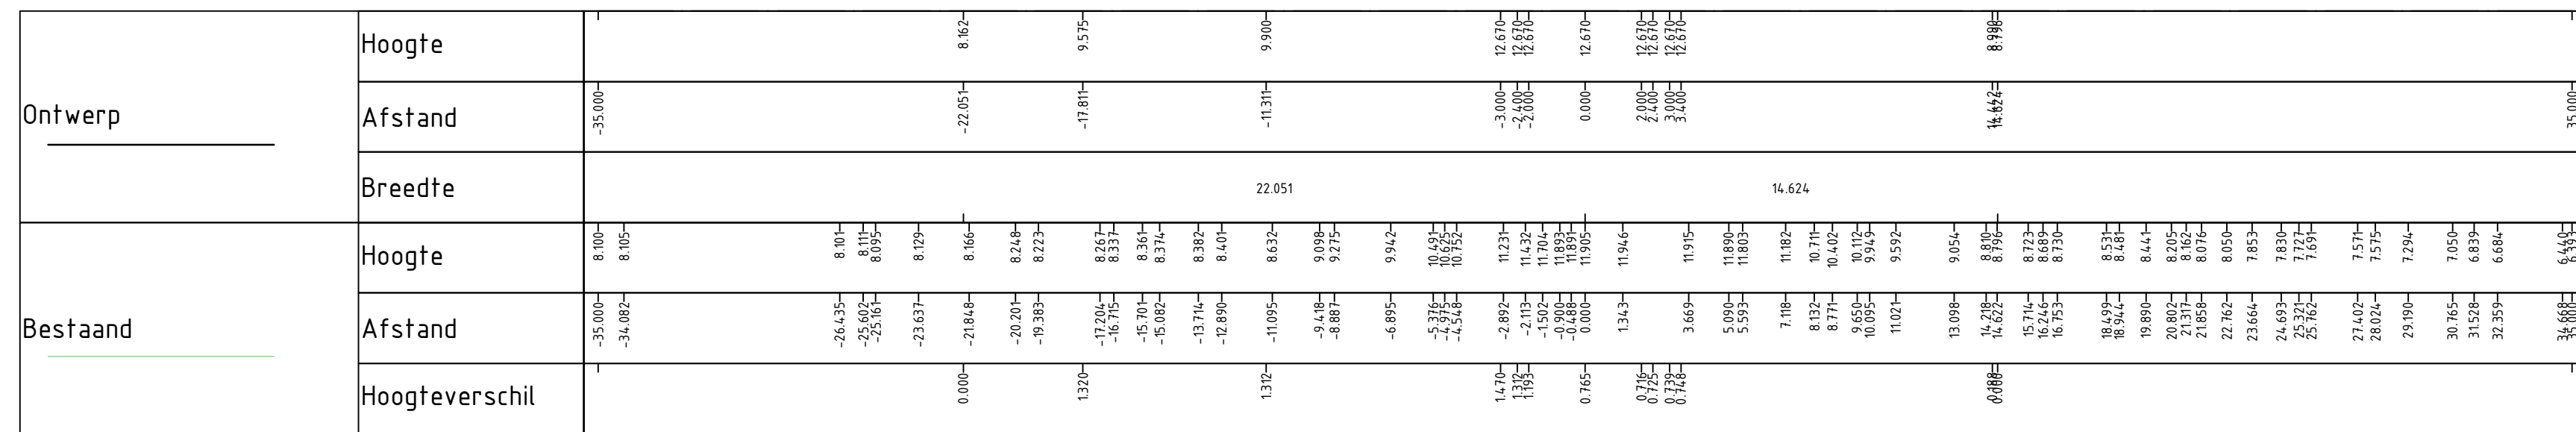 Ontwerp
Hoogte
8.162 9.575 9.900 12.670 12.670 12.670 12.670 12.670 12.670 12.670 12.670 8.796
Afstand
-35.000 -22.051 -17.811 -11.311 -3.000 -2.400 -2.000 0.000 2.000 2.400 3.000 3.400 14.624 35.000
Breedte
22.051 14.624
Bestaand
Hoogte
8.100 8.105 8.101 8.111 8.095 8.129 8.166 8.248 8.223 8.267 8.337 8.361 8.374 8.382 8.401 8.632 9.098 9.275 9.942 10.491 10.625 10.752 11.231 11.432 11.704 11.893 11.891 11.905 11.946 11.915 11.890 11.803 11.182 10.711 10.402 10.112 9.949 9.592 9.054 8.810 8.796 8.723 8.689 8.730 8.531 8.481 8.441 8.205 8.162 8.076 8.050 7.853 7.830 7.727 7.691 7.571 7.575 7.294 7.050 6.839 6.684 6.440
Afstand
-35.000 -34.082 -26.435 -25.602 -25.161 -23.637 -21.848 -20.201 -19.383 -17.204 -16.715 -15.701 -15.082 -13.714 -12.890 -11.095 -9.418 -8.887 -6.895 -5.376 -4.975 -4.548 -2.892 -2.113 -1.502 -0.900 -0.488 0.000 1.343 3.669 5.090 5.593 7.118 8.132 8.771 9.650 10.095 11.021 13.098 14.218 14.622 15.714 16.246 16.753 18.499 18.944 19.890 20.802 21.317 21.858 22.762 23.664 24.693 25.321 25.762 27.402 28.024 29.190 30.765 31.528 32.359 34.668
Hoogteverschil
0.000 1.320 1.312 1.470 1.312 1.193 0.765 0.716 0.725 0.739 0.748 0.188 0.000